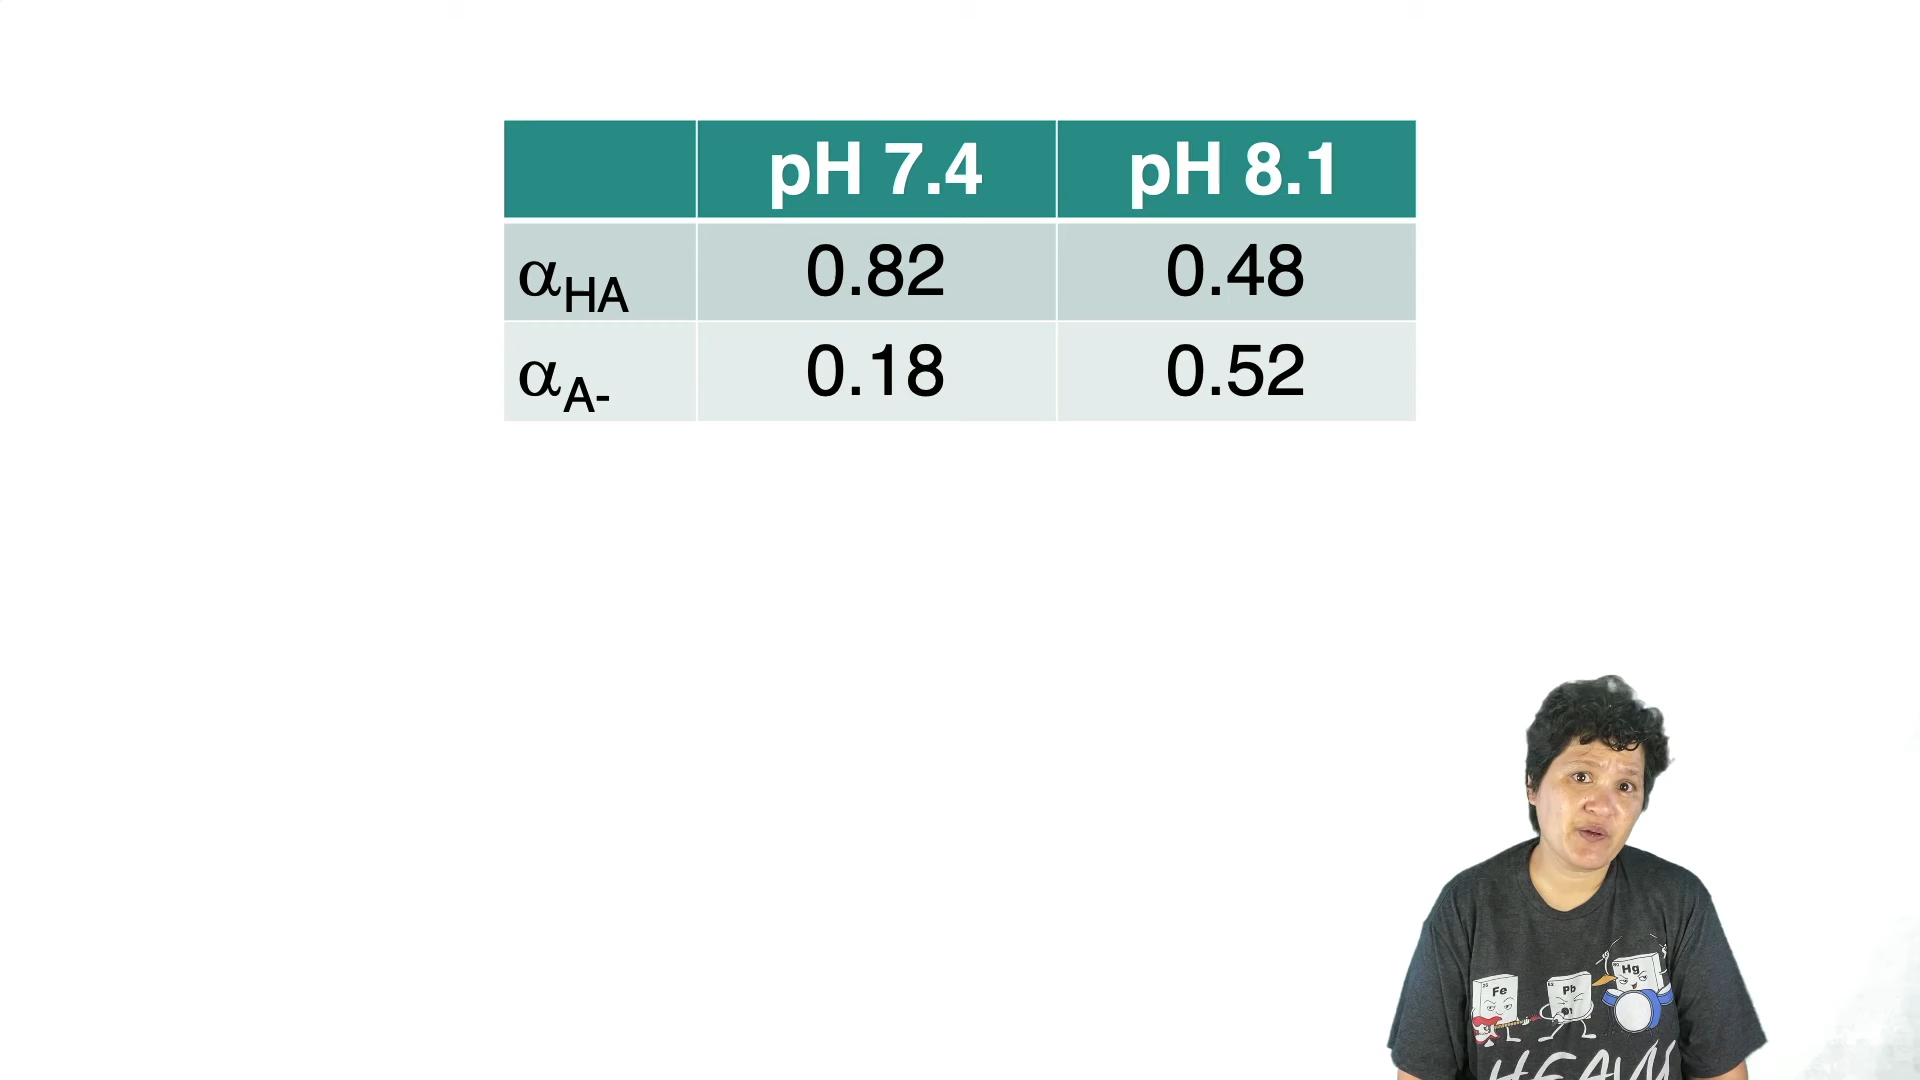 pH 7.4 pH 8.1
αHA 0.82 0.48
αA- 0.18 0.52
Hg
Fe
Pb